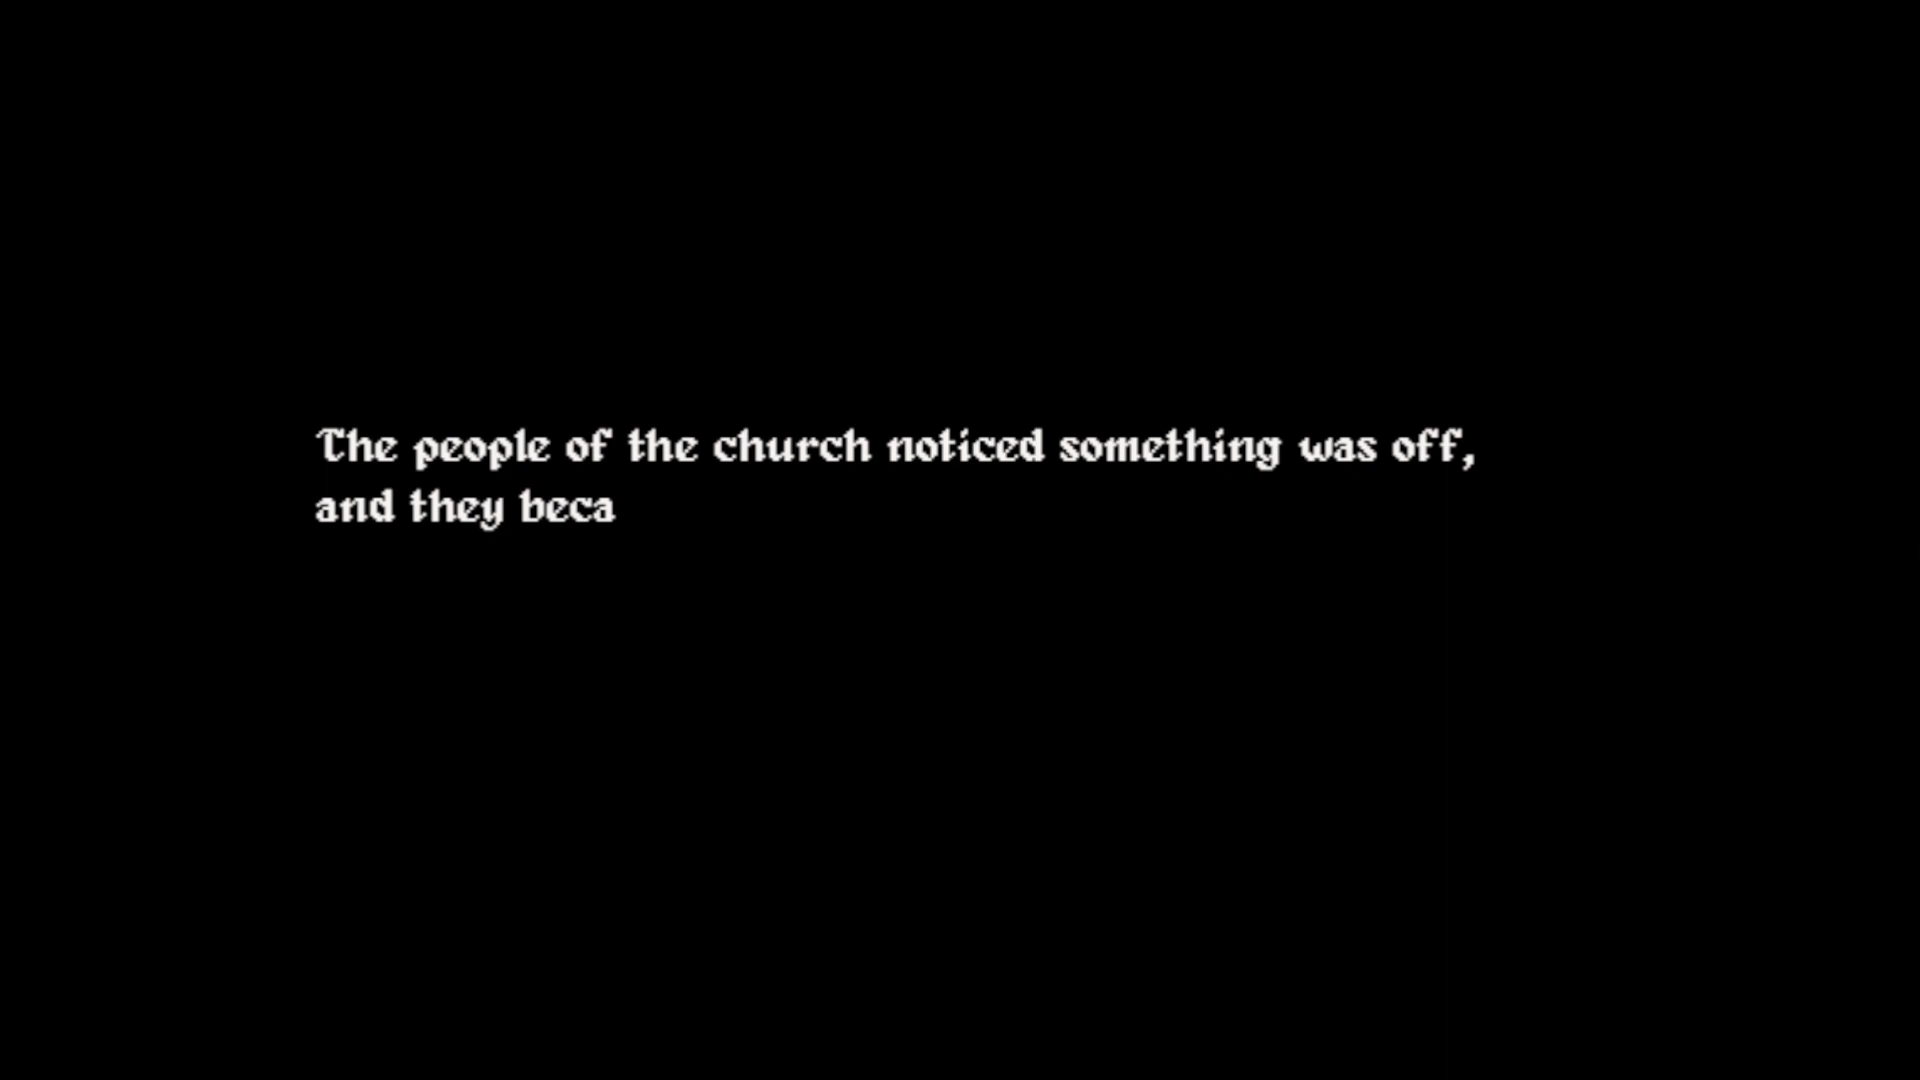 The people of the church noticed something was off,
and they beca